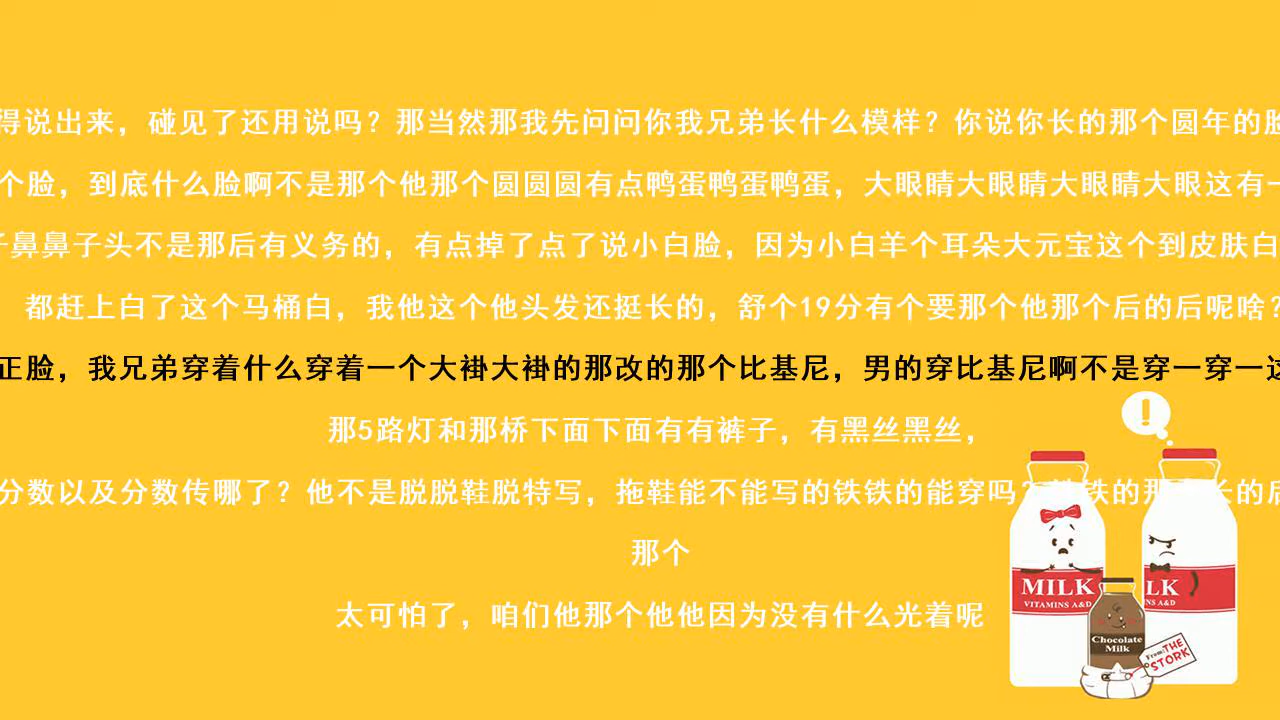 得说出来，碰见了还用说吗？那当然那我先问问你我兄弟长什么模样？你说你长的那个圆年的脸
个脸，到底什么脸啊不是那个他那个圆圆圆有点鸭蛋鸭蛋鸭蛋，大眼睛大眼睛大眼睛大眼这有一
子鼻鼻子头不是那后有义务的，有点掉了点了说小白脸，因为小白羊个耳朵大元宝这个到皮肤白
都赶上白了这个马桶白，我他这个他头发还挺长的，舒个19分有个要那个他那个后的后呢啥？
正脸，我兄弟穿着什么穿着一个大褂大褂的那改的那个比基尼，男的穿比基尼啊不是穿一穿一这
那5路灯和那桥下面下面有有裤子，有黑丝黑丝，
分数以及分数传哪了？他不是脱脱鞋脱特写，拖鞋能不能写的铁铁的能穿吗？铁的那 长的后
那个
太可怕了，咱们他那个他他因为没有什么光着呢
MILK
VITAMINS A&D
LK
NS A&D
Chocolate
Milk
From: THE
STORK